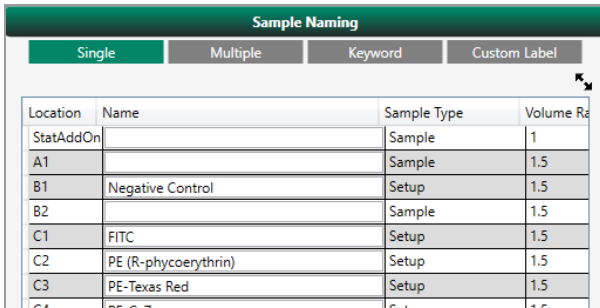 Sample Naming
Single Multiple Keyword Custom Label
Location Name Sample Type Volume Ra
StatAddOn Sample 1
A1 Sample 1.5
B1 Negative Control Setup 1.5
B2 Sample 1.5
C1 FITC Setup 1.5
C2 PE (R-phycoerythrin) Setup 1.5
C3 PE-Texas Red Setup 1.5